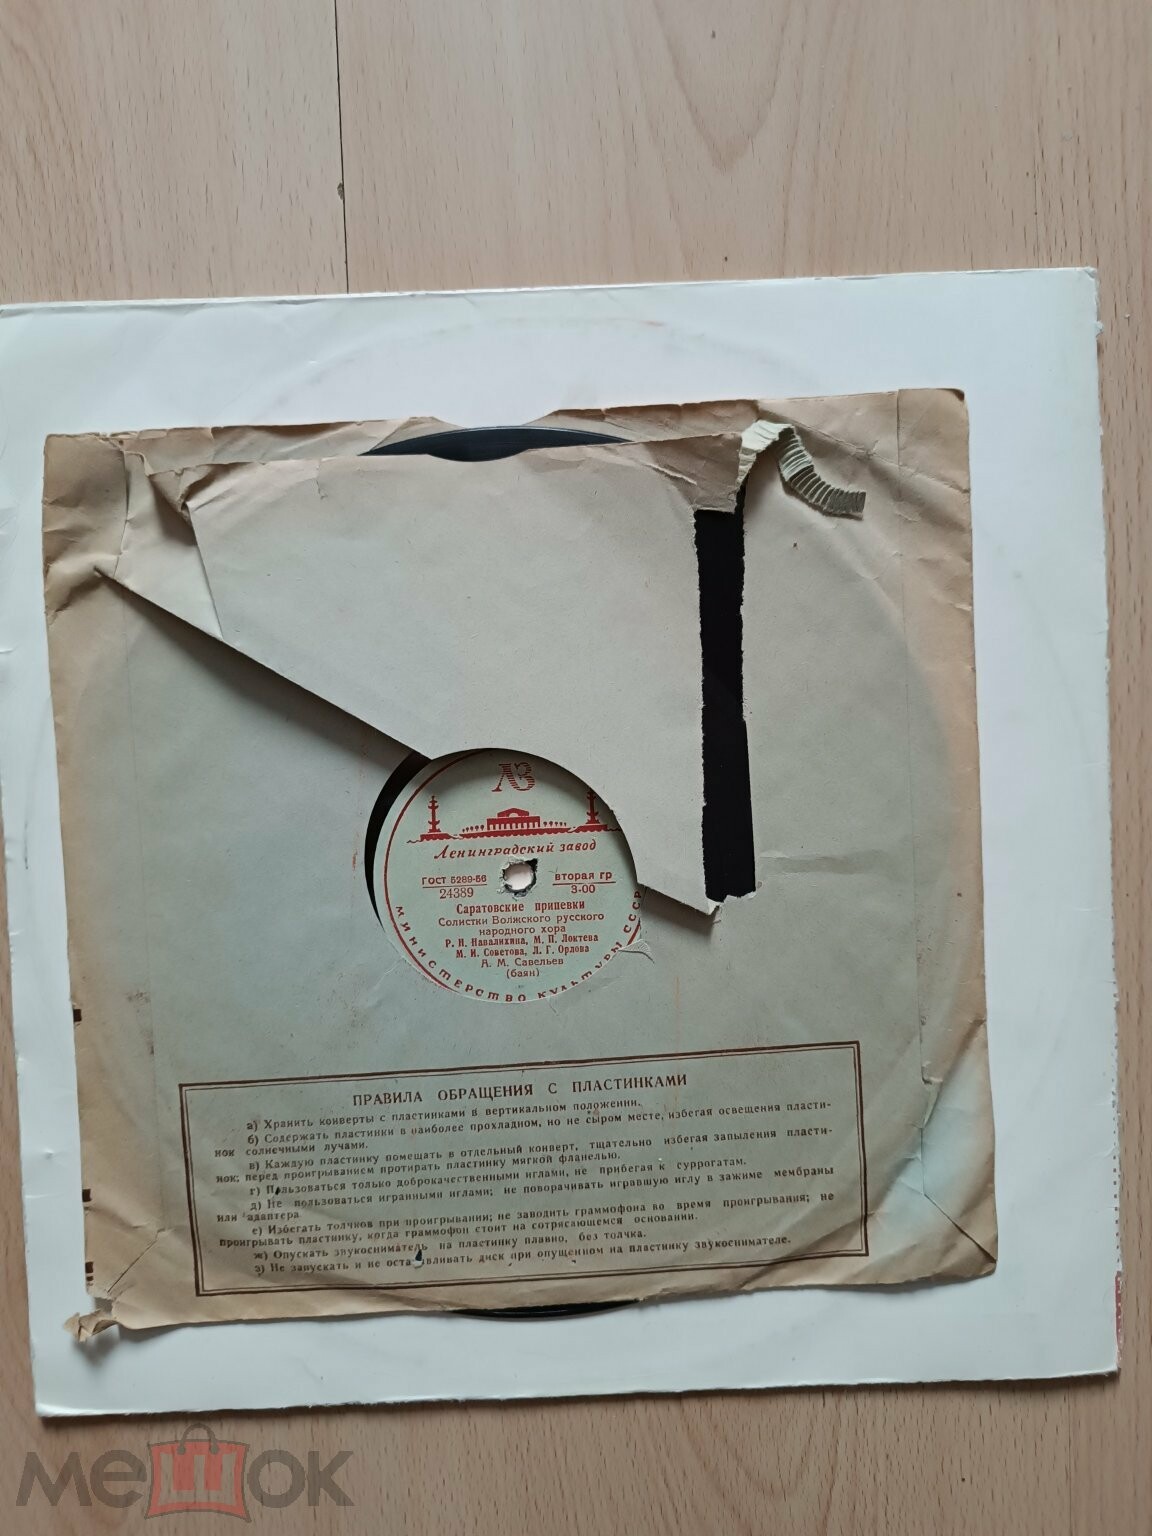 ЛЗ
Ленинградский завод
ГОСТ 5289-56
24389
вторая гр
3-00
Саратовские припевки
Солистки Волжского русского
народного хора
Р. Н. Навалихина, М. П. Локтева
М. И. Советова, Л. Г. Орлова
А. М. Савельев
(баян)
МИНИСТЕРСТВО КУЛЬТУРЫ СССР
ПРАВИЛА ОБРАЩЕНИЯ С ПЛАСТИНКАМИ
а) Хранить конверты с пластинками в вертикальном положении.
б) Содержать пластинки в наиболее прохладном, но не сыром месте, избегая освещения пласти-
нок солнечными лучами.
в) Каждую пластинку помещать в отдельный конверт, тщательно избегая запыления пласти-
нок; перед проигрыванием протирать пластинку мягкой фланелью.
г) Пользоваться только доброкачественными иглами, не прибегая к суррогатам.
д) Не пользоваться игранными иглами; не поворачивать игравшую иглу в зажиме мембраны
или адаптера
е) Избегать толчков при проигрывании; не заводить граммофона во время проигрывания; не
проигрывать пластинку, когда граммофон стоит на сотрясающемся основании.
ж) Опускать звукосниматель на пластинку плавно, без толчка.
з) Не запускать и не останавливать диск при опущенном на пластинку звукоснимателе.
мешок